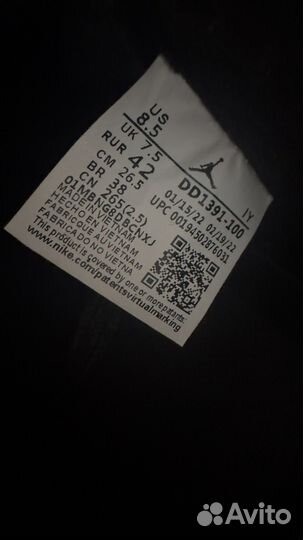 US
8.5
UK 7.5
RUR 42
CM 26.5
BR 38
CN 265(2.5)
01MBNGBDBCNXJ
MADE IN VIETNAM
HECHO EN VIETNAM
FABRIQUE AU VIETNAM
FABRICADO NO VIETNA
This product is covered by one or more patents:
www.nike.com/patentsvirtualmarking
IY
DD1391-100
01/15/22 02/19/22
UPC
Avito